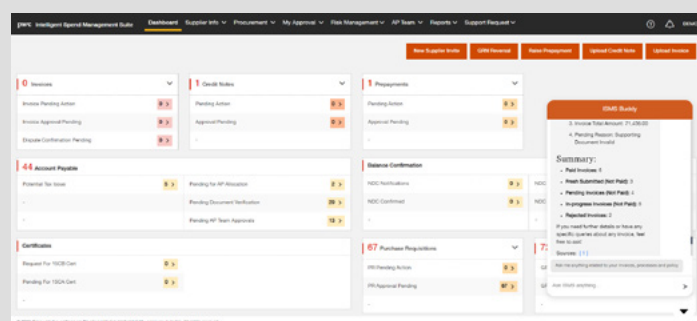 pwc Intelligent Spend Management Suite
Dashboard Supplier Info Procurement My Approval Risk Management AP Team Reports Support Request
New Supplier Invite GRN Reversal Raise Prepayment Upload Credit Note Upload Invoice
0 Invoices
Invoice Pending Action 0 >
Invoice Approval Pending 0 >
Dispute Confirmation Pending 0 >
1 Credit Notes
Pending Action 0 >
Approval Pending 0 >
-
1 Prepayments
Pending Action 0 >
Approval Pending 0 >
-
44 Account Payable
Potential Tax Issue 5 >
-
-
Pending for AP Allocation 2 >
Pending Document Verification
Pending AP Team Approvals 13 >
Balance Confirmation
NDC Notifications 0 >
NDC Confirmed 0 >
-
NDC
NDC
-
Certificates
Request For 15CB Cert 0 >
Pending For 15CA Cert 0 >
-
67 Purchase Requisitions
PR Pending Action 0 >
PR Approval Pending 67 >
-
ISMS Buddy
3. Invoice Total Amount: 71,436.00
4. Pending Reason: Supporting
Document Invalid
Summary:
Paid Invoices: 6
Fresh Submitted (Not Paid): 3
Pending Invoices (Not Paid): 4
In-progress Invoices (Not Paid): 9
Rejected Invoices: 2
If you need further details or have any
specific queries about any invoice, feel
free to ask!
Sources: [1]
Ask me anything related to your invoices, processes and policy
Ask ISMS anything